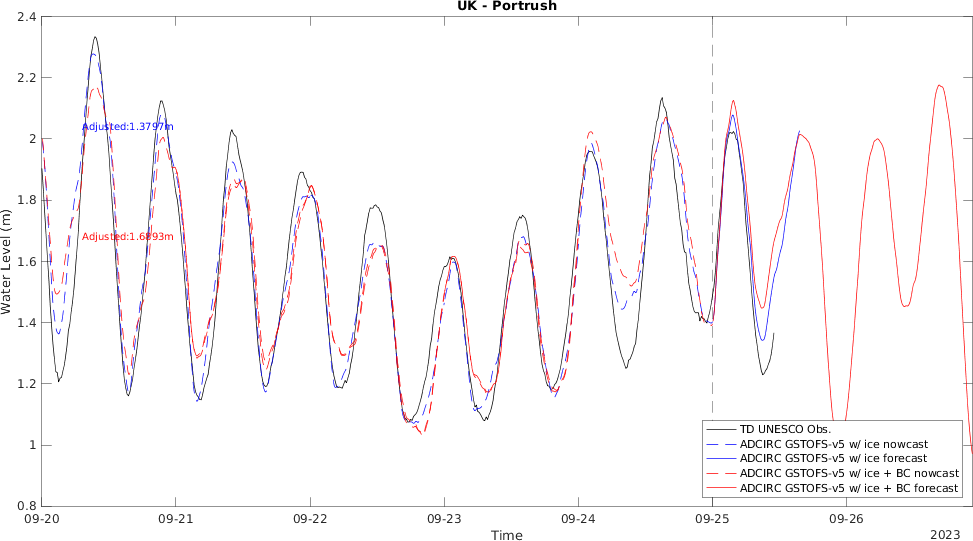 UK - Portrush
2.4
2.2
2
1.8
1.6
1.4
1.2
1
0.8
Water Level (m)
Adjusted:1.3797m
Adjusted:1.6893m
TD UNESCO Obs.
ADCIRC GSTOFS-v5 w/ ice nowcast
ADCIRC GSTOFS-v5 w/ ice forecast
ADCIRC GSTOFS-v5 w/ ice + BC nowcast
ADCIRC GSTOFS-v5 w/ ice + BC forecast
09-20 09-21 09-22 09-23 09-24 09-25 09-26
Time
2023